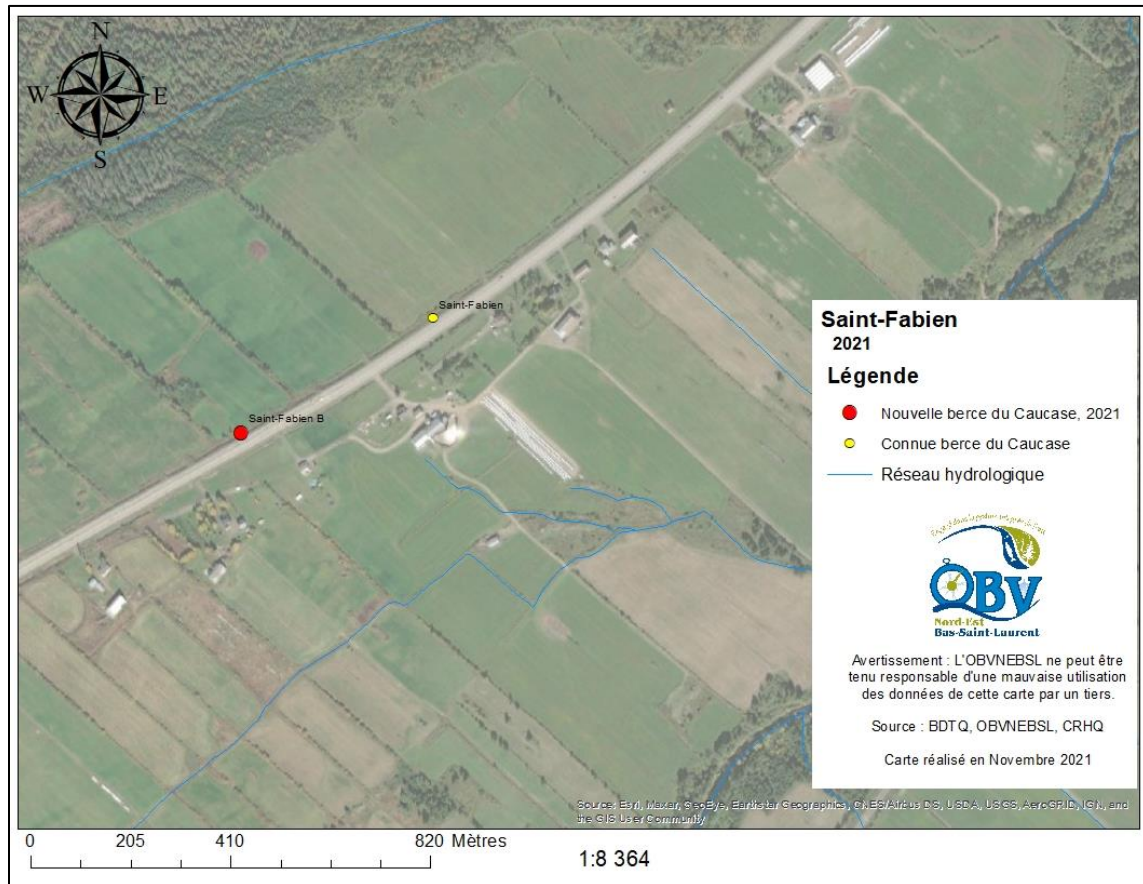 N
W E
S
Saint-Fabien
Saint-Fabien B
Saint-Fabien
2021
Légende
Nouvelle berce du Caucase, 2021
Connue berce du Caucase
Réseau hydrologique
OBV
Nord-Est
Bas-Saint-Laurent
Avertissement : L'OBVNEBSL ne peut être
tenu responsable d'une mauvaise utilisation
des données de cette carte par un tiers.
Source : BDTQ, OBVNEBSL, CRHQ
Carte réalisé en Novembre 2021
Source: Esri, Maxar, GeoEye, Earthstar Geographics, CNES/Airbus DS, USDA, USGS, AeroGRID, IGN, and
the GIS User Community
0 205 410 820 Mètres
1:8 364